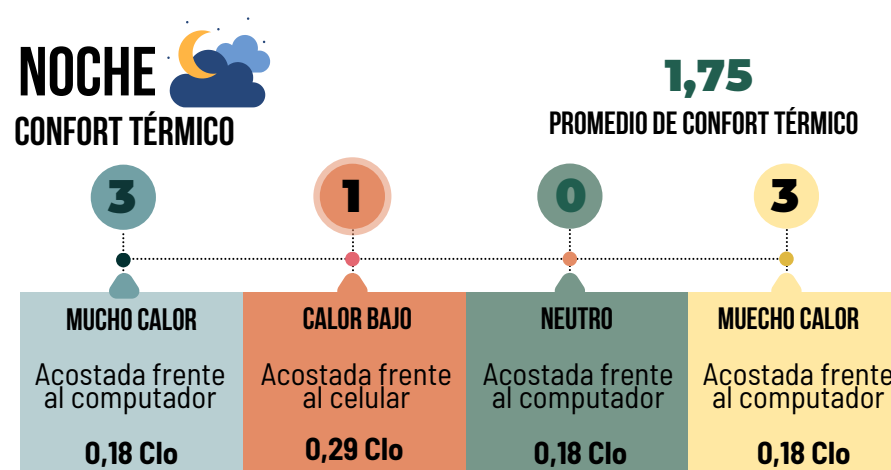 NOCHE
CONFORT TÉRMICO
1,75
PROMEDIO DE CONFORT TÉRMICO
3
1
0
3
MUCHO CALOR
Acostada frente
al computador
0,18 Clo
CALOR BAJO
Acostada frente
al celular
0,29 Clo
NEUTRO
Acostada frente
al computador
0,18 Clo
MUECHO CALOR
Acostada frente
al computador
0,18 Clo